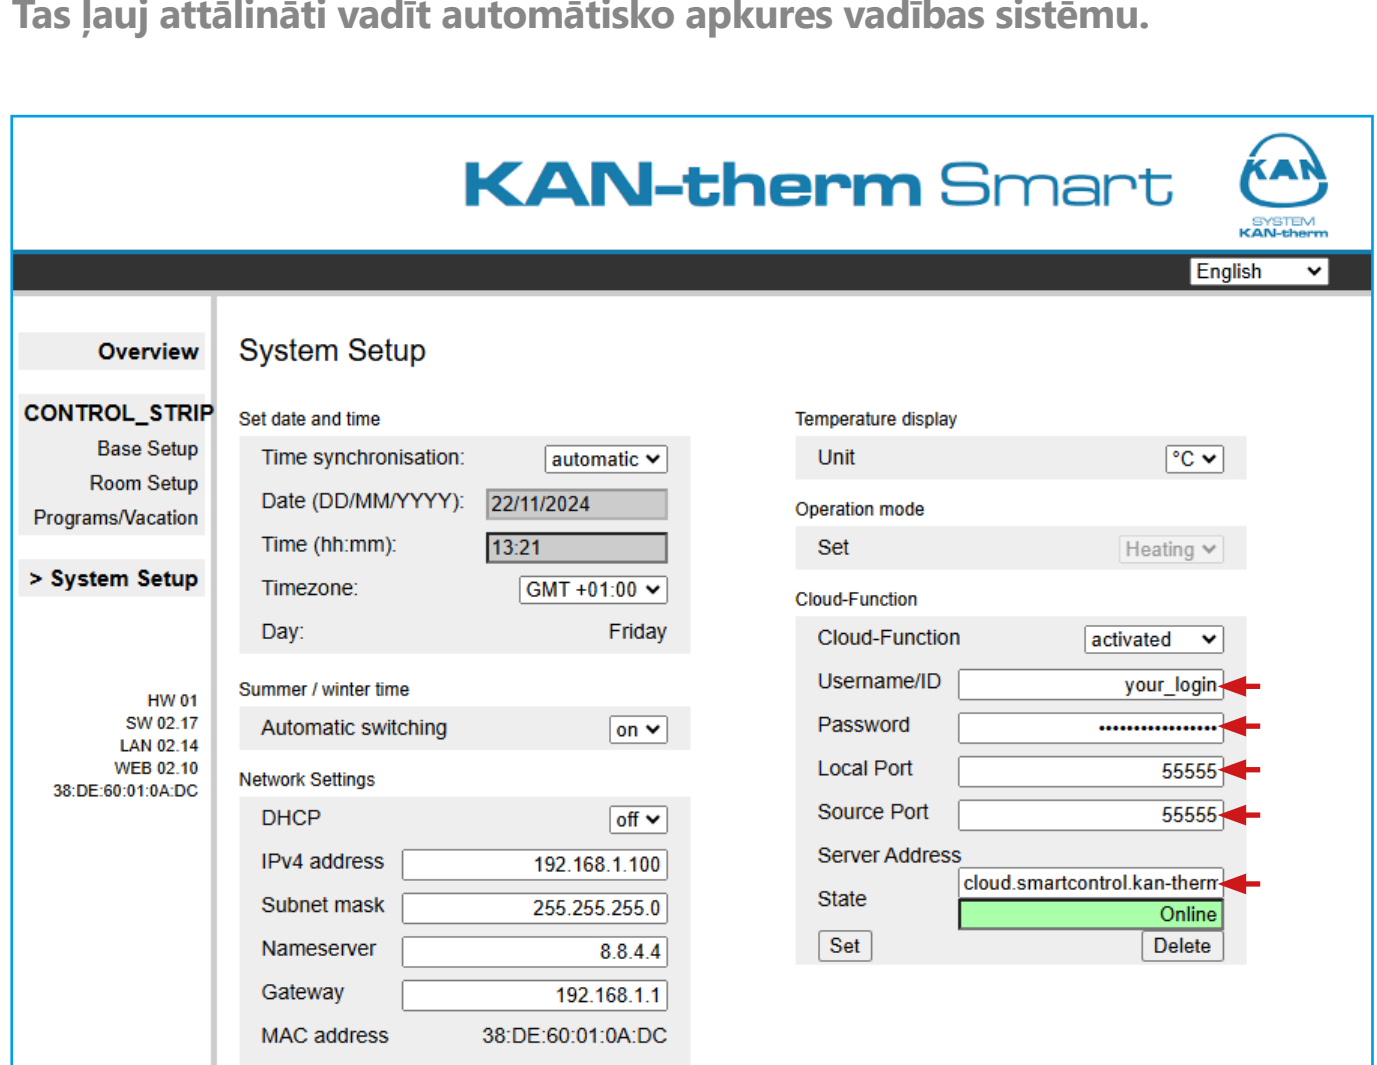 Tas ļauj attālināti vadīt automātisko apkures vadības sistēmu.
KAN-therm Smart
KAN
SYSTEM
KAN-therm
English
Overview
CONTROL_STRIP
Base Setup
Room Setup
Programs/Vacation
> System Setup
HW 01
SW 02.17
LAN 02.14
WEB 02.10
38:DE:60:01:0A:DC
System Setup
Set date and time
Time synchronisation: automatic
Date (DD/MM/YYYY): 22/11/2024
Time (hh:mm): 13:21
Timezone: GMT +01:00
Day: Friday
Summer / winter time
Automatic switching on
Network Settings
DHCP off
IPv4 address 192.168.1.100
Subnet mask 255.255.255.0
Nameserver 8.8.4.4
Gateway 192.168.1.1
MAC address 38:DE:60:01:0A:DC
Temperature display
Unit °C
Operation mode
Set Heating
Cloud-Function
Cloud-Function activated
Username/ID your_login
Password ••••••••••••••••
Local Port 55555
Source Port 55555
Server Address
cloud.smartcontrol.kan-therm
State
Online
Set Delete